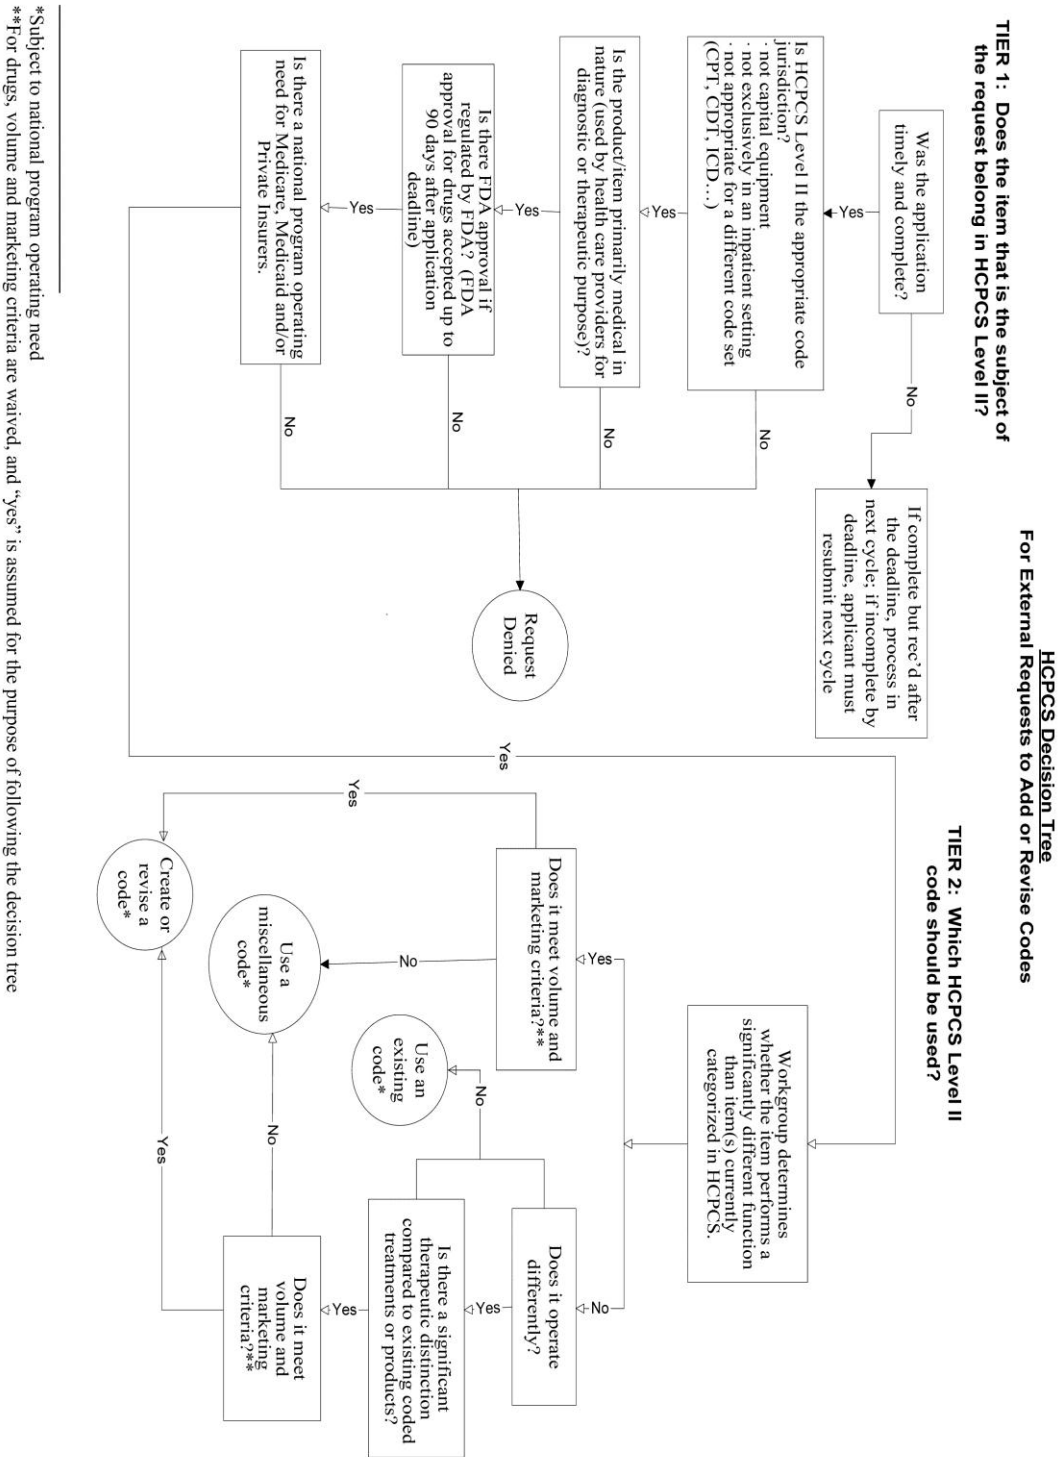 HCPCS Decision Tree
For External Requests to Add or Revise Codes
TIER 1: Does the item that is the subject of
the request belong in HCPCS Level II?
Was the application
timely and complete?
No
If complete but rec'd after
the deadline, process in
next cycle; if incomplete by
deadline, applicant must
resubmit next cycle
Yes
Is HCPCS Level II the appropriate code
jurisdiction?
· not capital equipment
· not exclusively in an inpatient setting
· not appropriate for a different code set
(CPT, CDT, ICD...)
No
Yes
Is the product/item primarily medical in
nature (used by health care providers for
diagnostic or therapeutic purpose)?
No
Yes
Is there FDA approval if
regulated by FDA? (FDA
approval for drugs accepted up to
90 days after application
deadline)
No
Yes
Is there a national program operating
need for Medicare, Medicaid and/or
Private Insurers.
No
Request
Denied
Yes
TIER 2: Which HCPCS Level II
code should be used?
Workgroup determines
whether the item performs a
significantly different function
than item(s) currently
categorized in HCPCS.
Yes
No
Does it meet volume and
marketing criteria?**
Does it operate
differently?
Yes
No
No
Yes
Use an
existing
code*
Is there a significant
therapeutic distinction
compared to existing coded
treatments or products?
Yes
Use a
miscellaneous
code*
No
Does it meet
volume and
marketing
criteria?**
Create or
revise a
code*
Yes
*Subject to national program operating need
**For drugs, volume and marketing criteria are waived, and "yes" is assumed for the purpose of following the decision tree